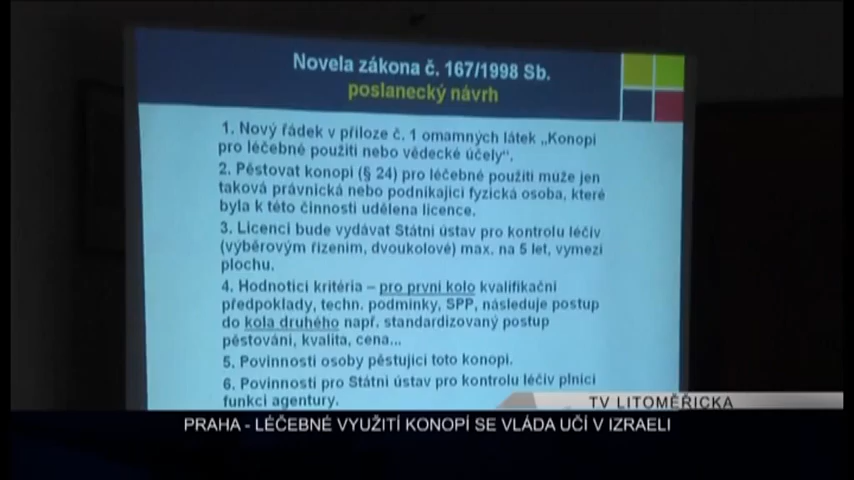 Novela zákona č. 167/1998 Sb.
poslanecký návrh
1. Nový řádek v příloze č. 1 omamných látek „Konopí
pro léčebné použití nebo vědecké účely“.
2. Pěstovat konopí (§ 24) pro léčebné použití může jen
taková právnická nebo podnikající fyzická osoba, které
byla k této činnosti udělena licence.
3. Licenci bude vydávat Státní ústav pro kontrolu léčiv
(výběrovým řízením, dvoukolové) max. na 5 let, vymezí
plochu.
4. Hodnotící kritéria – pro první kolo kvalifikační
předpoklady, techn. podmínky, SPP, následuje postup
do kola druhého např. standardizovaný postup
pěstování, kvalita, cena...
5. Povinnosti osoby pěstující toto konopí.
6. Povinnosti pro Státní ústav pro kontrolu léčiv plnící
funkci agentury.
TV LITOMĚŘICKA
PRAHA - LÉČEBNÉ VYUŽITÍ KONOPÍ SE VLÁDA UČÍ V IZRAELI